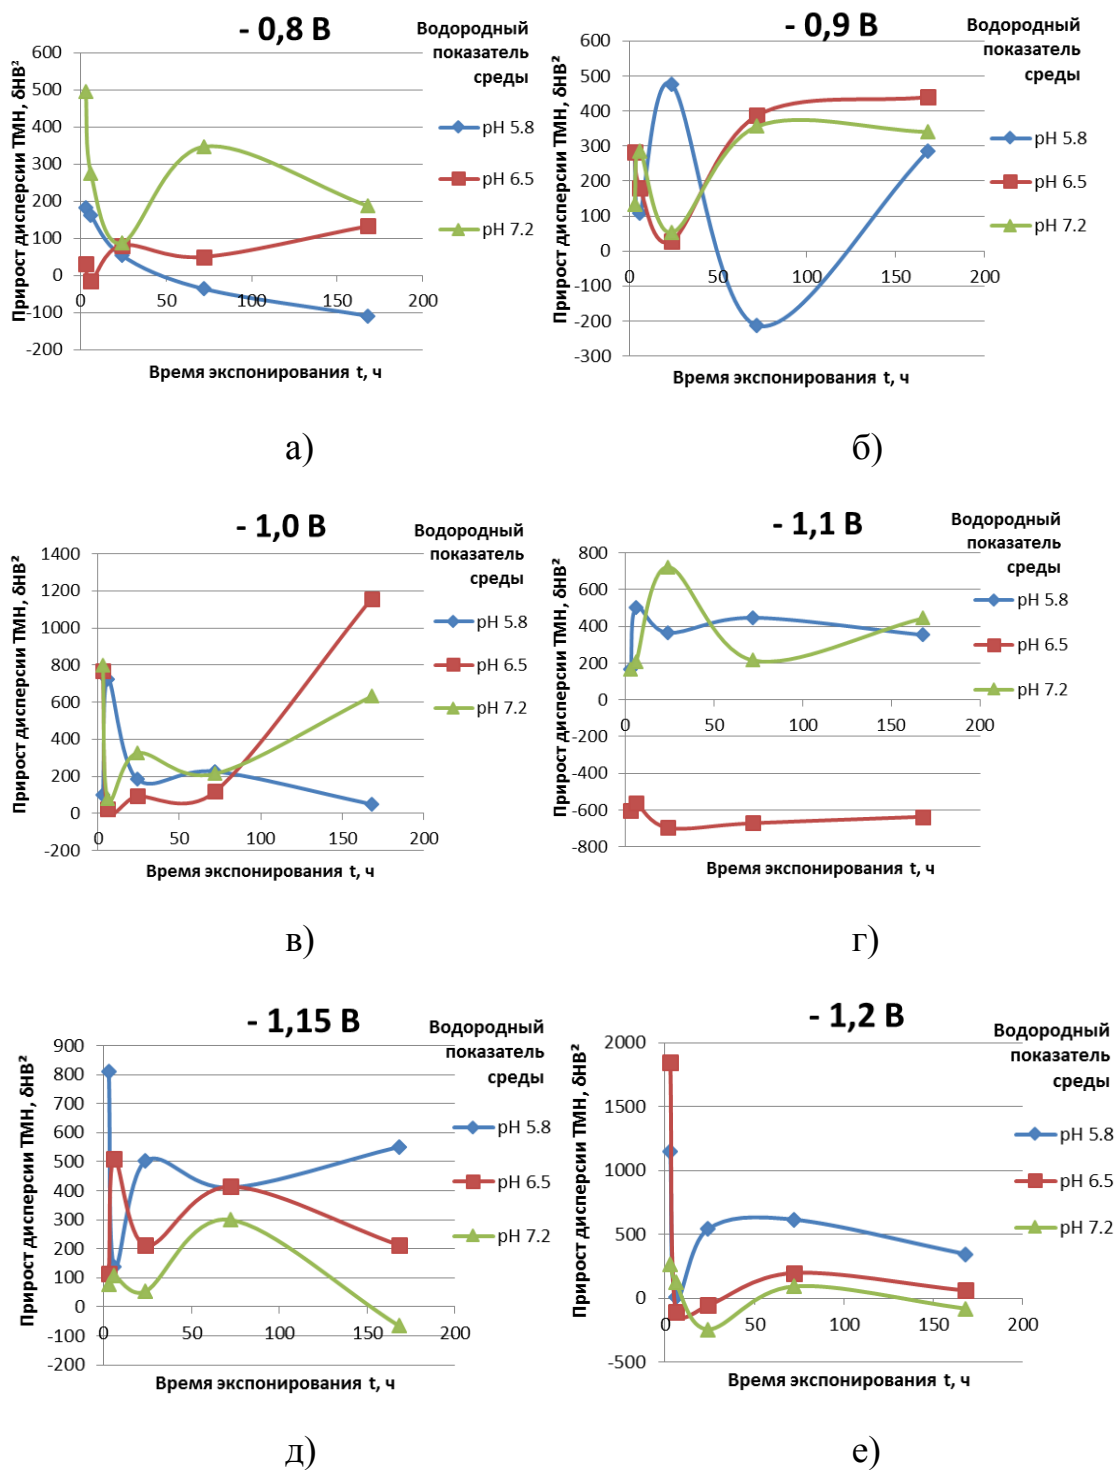 - 0,8 В
Водородный
показатель
среды
Прирост дисперсии ТМН, δHB²
600
500
400
300
200
100
0
-100
-200
0
50
100
150
200
pH 5.8
pH 6.5
pH 7.2
Время экспонирования t, ч
а)
- 0,9 В
Водородный
показатель
среды
Прирост дисперсии ТМН, δHB²
600
500
400
300
200
100
0
-100
-200
-300
0
50
100
150
200
pH 5.8
pH 6.5
pH 7.2
Время экспонирования t, ч
б)
- 1,0 В
Водородный
показатель
среды
Прирост дисперсии ТМН, δHB²
1400
1200
1000
800
600
400
200
0
-200
0
50
100
150
200
pH 5.8
pH 6.5
pH 7.2
Время экспонирования t, ч
в)
- 1,1 В
Водородный
показатель
среды
Прирост дисперсии ТМН, δHB²
800
600
400
200
0
-200
-400
-600
-800
0
50
100
150
200
pH 5.8
pH 6.5
pH 7.2
Время экспонирования t, ч
г)
- 1,15 В
Водородный
показатель
среды
Прирост дисперсии ТМН, δHB²
900
800
700
600
500
400
300
200
100
0
-100
-200
0
50
100
150
200
pH 5.8
pH 6.5
pH 7.2
Время экспонирования t, ч
д)
- 1,2 В
Водородный
показатель
среды
Прирост дисперсии ТМН, δHB²
2000
1500
1000
500
0
-500
0
50
100
150
200
pH 5.8
pH 6.5
pH 7.2
Время экспонирования t, ч
е)